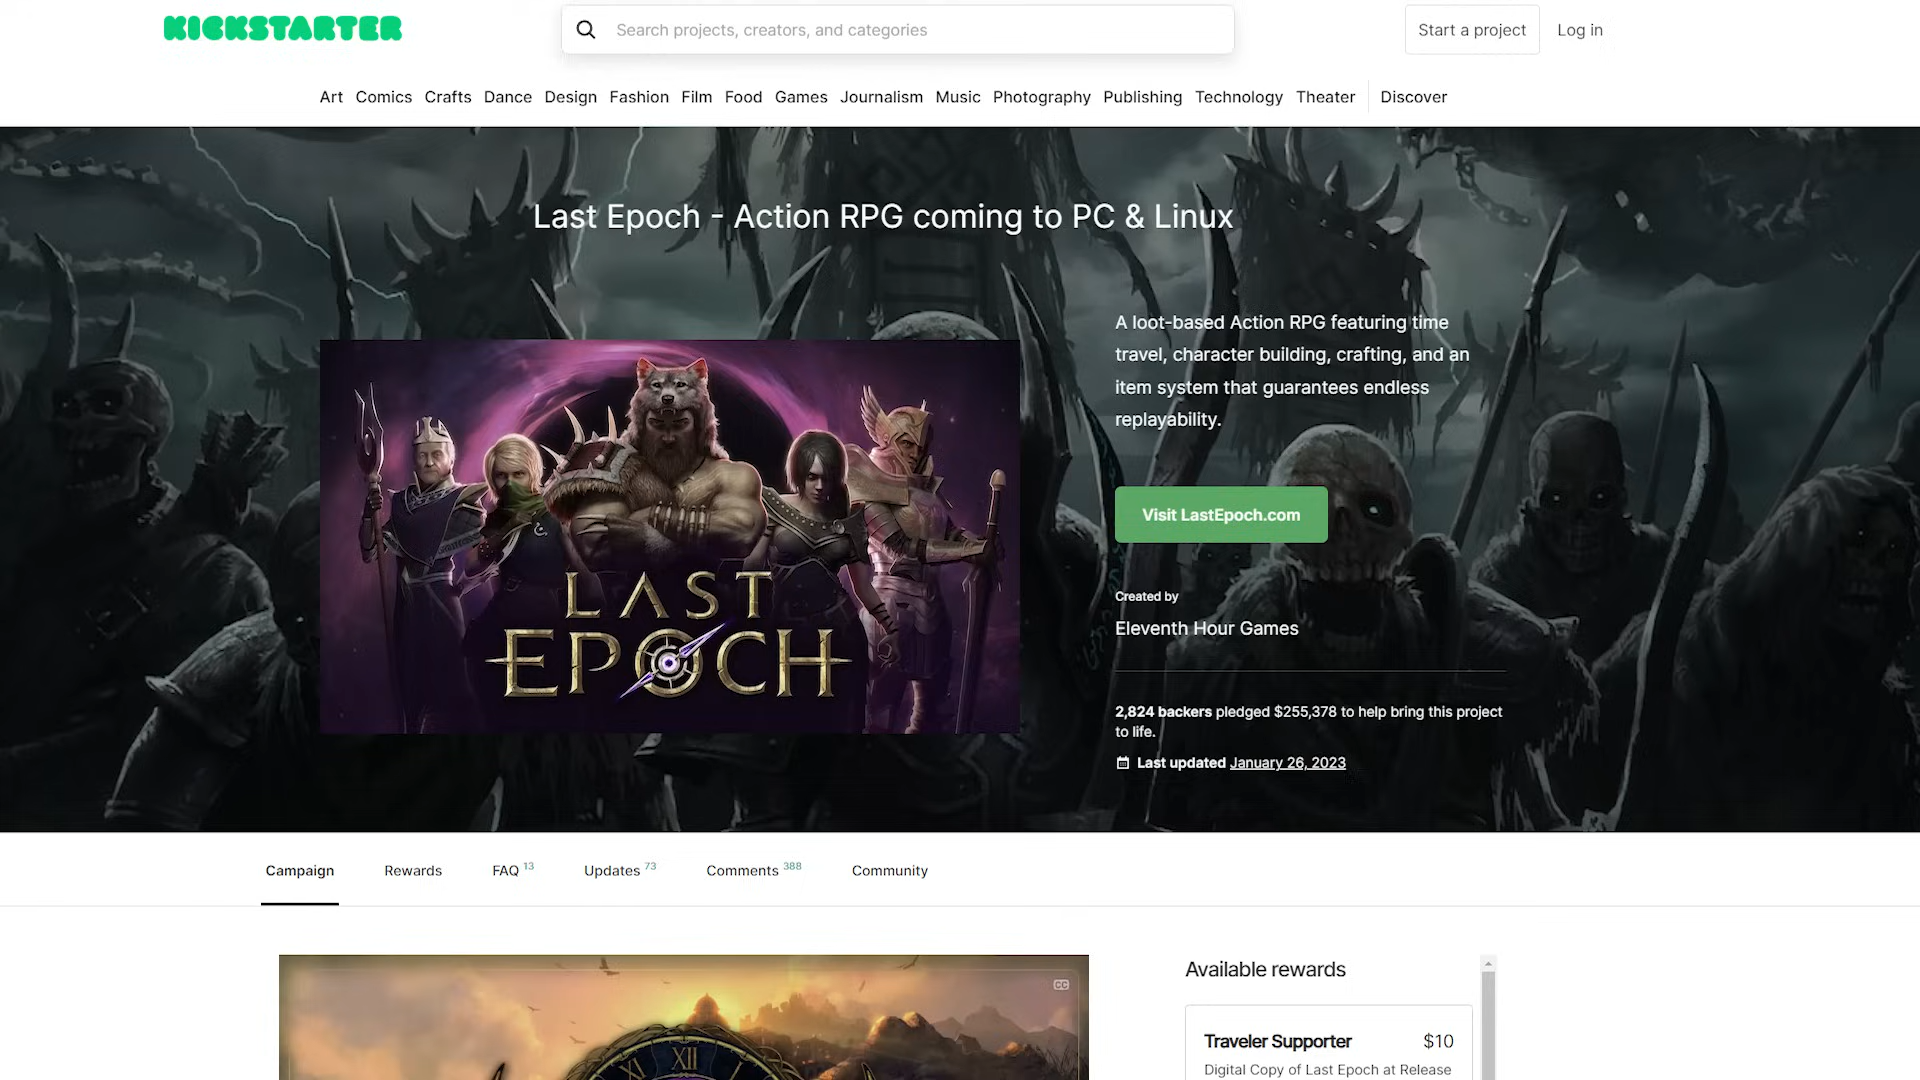 KICKSTARTER
Search projects, creators, and categories
Start a project
Log in
Art Comics Crafts Dance Design Fashion Film Food Games Journalism Music Photography Publishing Technology Theater Discover
Last Epoch - Action RPG coming to PC & Linux
A loot-based Action RPG featuring time
travel, character building, crafting, and an
item system that guarantees endless
replayability.
LAST
EPOCH
Visit LastEpoch.com
Created by
Eleventh Hour Games
2,824 backers pledged $255,378 to help bring this project
to life.
Last updated January 26, 2023
Campaign Rewards FAQ 13 Updates 73 Comments 388 Community
CC
XII
XI
Available rewards
Traveler Supporter $10
Digital Copy of Last Epoch at Release